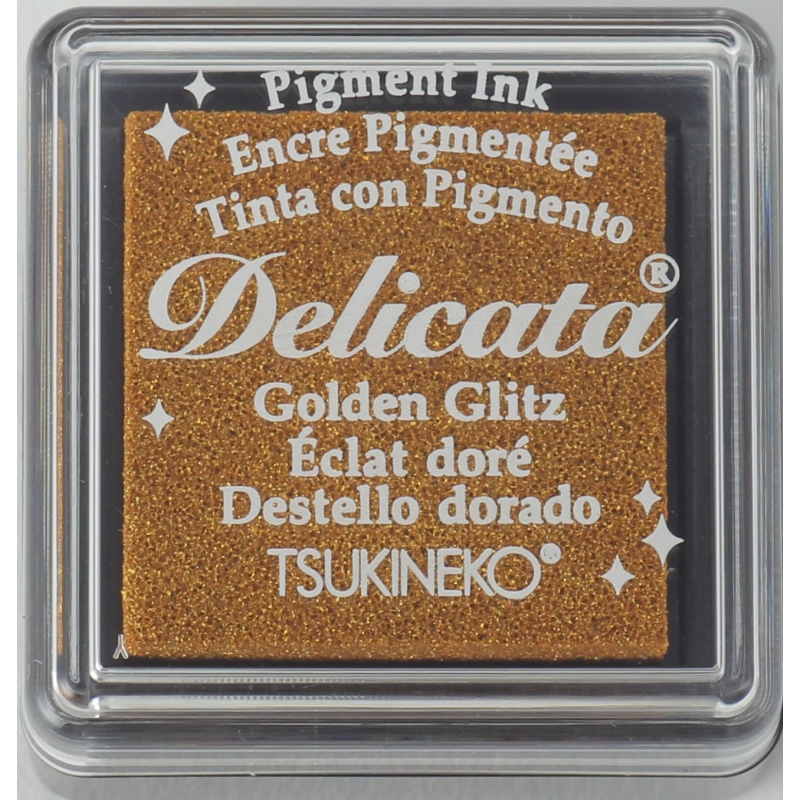 Pigment Ink
Encre Pigmentée
Tinta con Pigmento
Delicata®
Golden Glitz
Éclat doré
Destello dorado
TSUKINEKO®